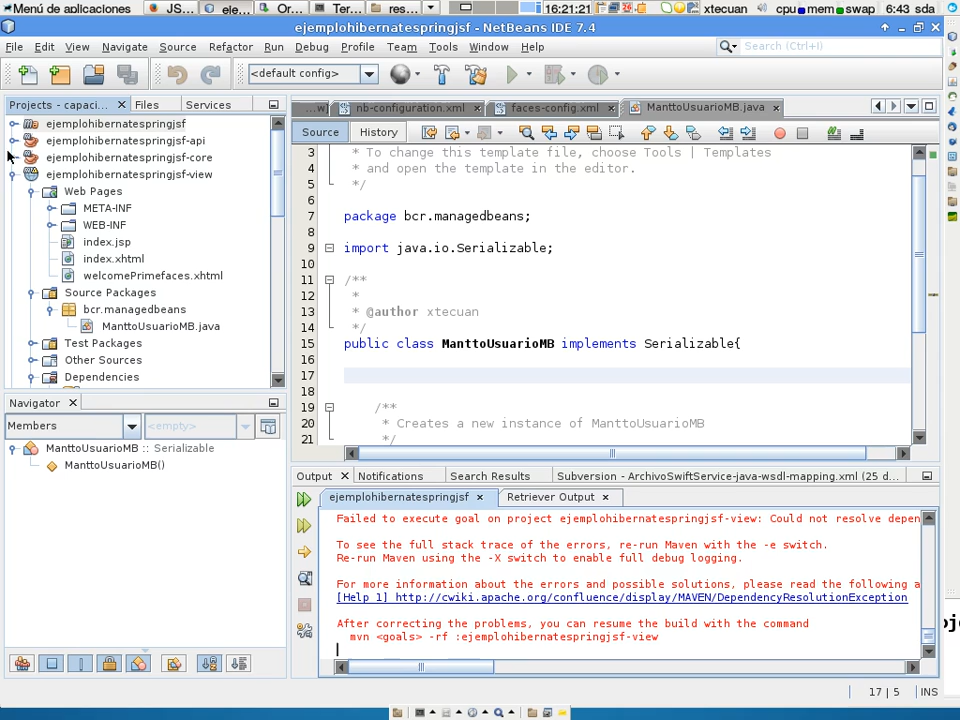 Menú de aplicaciones
JS...
ele...
Or...
Ter...
res...
16:21:21
xtecuan
cpu mem swap
6:43 sda
ejemplohibernatespringjsf - NetBeans IDE 7.4
File Edit View Navigate Source Refactor Run Debug Profile Team Tools Window Help
Search (Ctrl+I)
<default config>
Projects - capaci...
Files
Services
...w]
nb-configuration.xml
faces-config.xml
ManttoUsuarioMB.java
ejemplohibernatespringjsf
ejemplohibernatespringjsf-api
ejemplohibernatespringjsf-core
ejemplohibernatespringjsf-view
Web Pages
META-INF
WEB-INF
index.jsp
index.xhtml
welcomePrimefaces.xhtml
Source Packages
bcr.managedbeans
ManttoUsuarioMB.java
Test Packages
Other Sources
Dependencies
Source
History
3 * To change this template file, choose Tools | Templates
4 * and open the template in the editor.
5 */
6
7 package bcr.managedbeans;
8
9 import java.io.Serializable;
10
11 /**
12 *
13 * @author xtecuan
14 */
15 public class ManttoUsuarioMB implements Serializable{
16
17
18
19 /**
20 * Creates a new instance of ManttoUsuarioMB
21 */
Navigator
Members
<empty>
ManttoUsuarioMB :: Serializable
ManttoUsuarioMB()
Output
Notifications
Search Results
Subversion - ArchivoSwiftService-java-wsdl-mapping.xml (25 d...
ejemplohibernatespringjsf
Retriever Output
Failed to execute goal on project ejemplohibernatespringjsf-view: Could not resolve depen
To see the full stack trace of the errors, re-run Maven with the -e switch.
Re-run Maven using the -X switch to enable full debug logging.
For more information about the errors and possible solutions, please read the following a
[Help 1] http://cwiki.apache.org/confluence/display/MAVEN/DependencyResolutionException
After correcting the problems, you can resume the build with the command
mvn <goals> -rf :ejemplohibernatespringjsf-view
17 | 5
INS